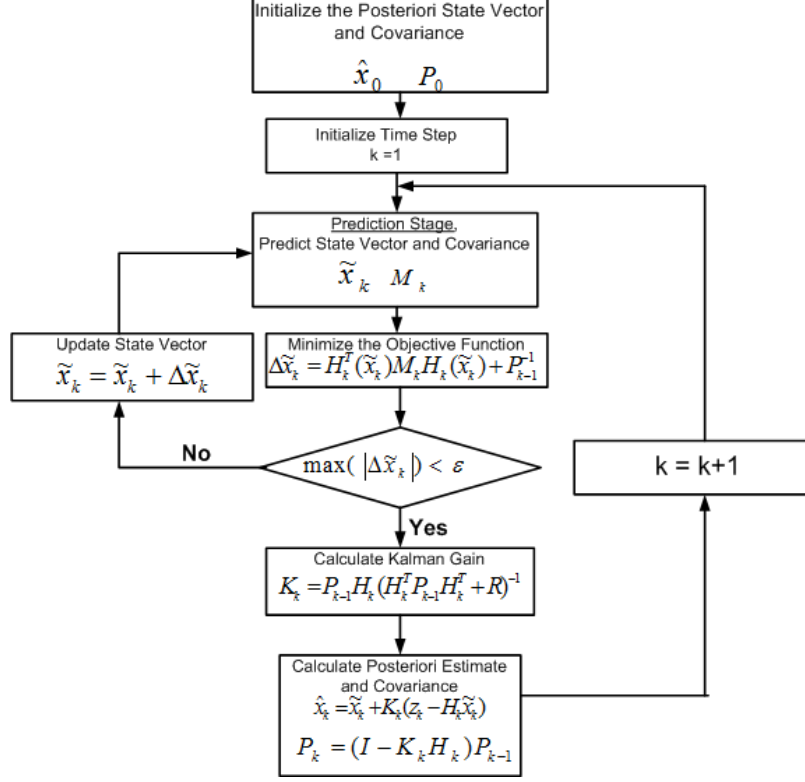 Initialize the Posteriori State Vector
and Covariance
x̂₀ P₀
Initialize Time Step
k =1
Prediction Stage,
Predict State Vector and Covariance
x̃ₖ Mₖ
Minimize the Objective Function
Δx̃ₖ = Hₖᵀ(x̃ₖ)MₖHₖ(x̃ₖ)+Pₖ₋₁⁻¹
Update State Vector
x̃ₖ = x̃ₖ + Δx̃ₖ
No
max( |Δx̃ₖ|) < ε
k = k+1
Yes
Calculate Kalman Gain
Kₖ =Pₖ₋₁Hₖ(HₖᵀPₖ₋₁Hₖᵀ+R)⁻¹
Calculate Posteriori Estimate
and Covariance
x̂ₖ =x̃ₖ+Kₖ(zₖ −Hₖx̃ₖ)
Pₖ = (I − KₖHₖ)Pₖ₋₁